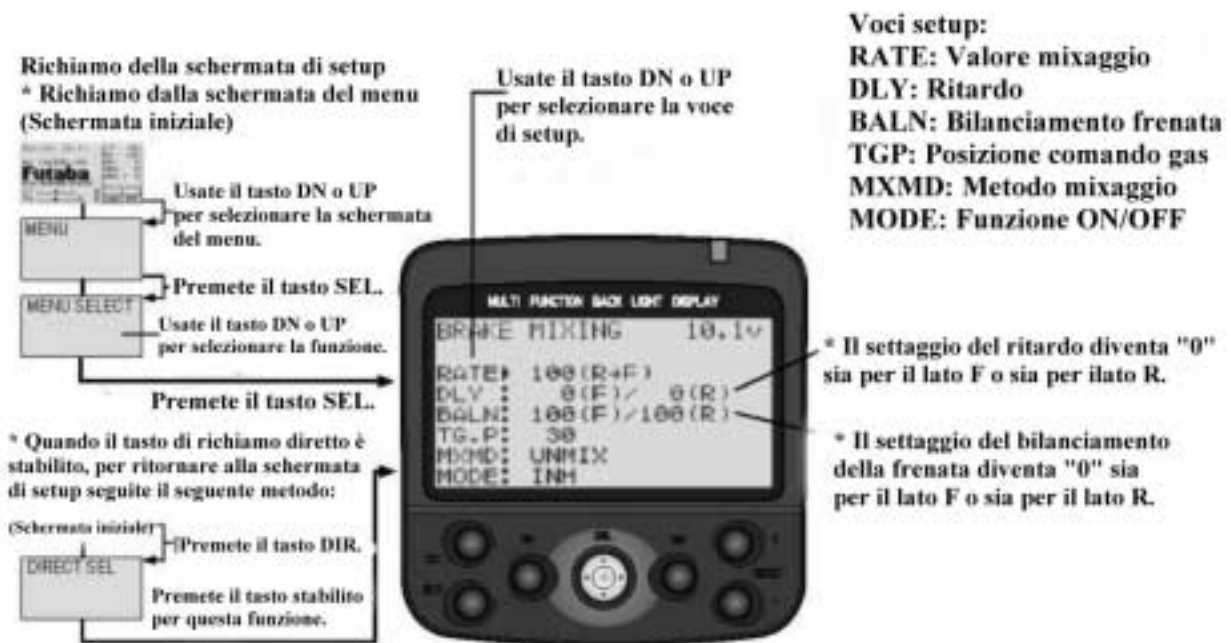 Richiamo della schermata di setup
* Richiamo dalla schermata del menu
(Schermata iniziale)
Futaba
Usate il tasto DN o UP
per selezionare la schermata
del menu.
MENU
Premete il tasto SEL.
MENU SELECT
Usate il tasto DN o UP
per selezionare la funzione.
Premete il tasto SEL.
* Quando il tasto di richiamo diretto è
stabilito, per ritornare alla schermata
di setup seguite il seguente metodo:
(Schermata iniziale)
Premete il tasto DIR.
DIRECT SEL
Premete il tasto stabilito
per questa funzione.
Usate il tasto DN o UP
per selezionare la voce
di setup.
MULTI FUNCTION BACK LIGHT DISPLAY
BRAKE MIXING 10.1v
RATE▶ 100(R→F)
DLY : 0(F)/ 0(R)
BALN: 100(F)/100(R)
TG.P: 30
MXMD: UNMIX
MODE: INH
Voci setup:
RATE: Valore mixaggio
DLY: Ritardo
BALN: Bilanciamento frenata
TGP: Posizione comando gas
MXMD: Metodo mixaggio
MODE: Funzione ON/OFF
* Il settaggio del ritardo diventa "0"
sia per il lato F o sia per ilato R.
* Il settaggio del bilanciamento
della frenata diventa "0" sia
per il lato F o sia per il lato R.